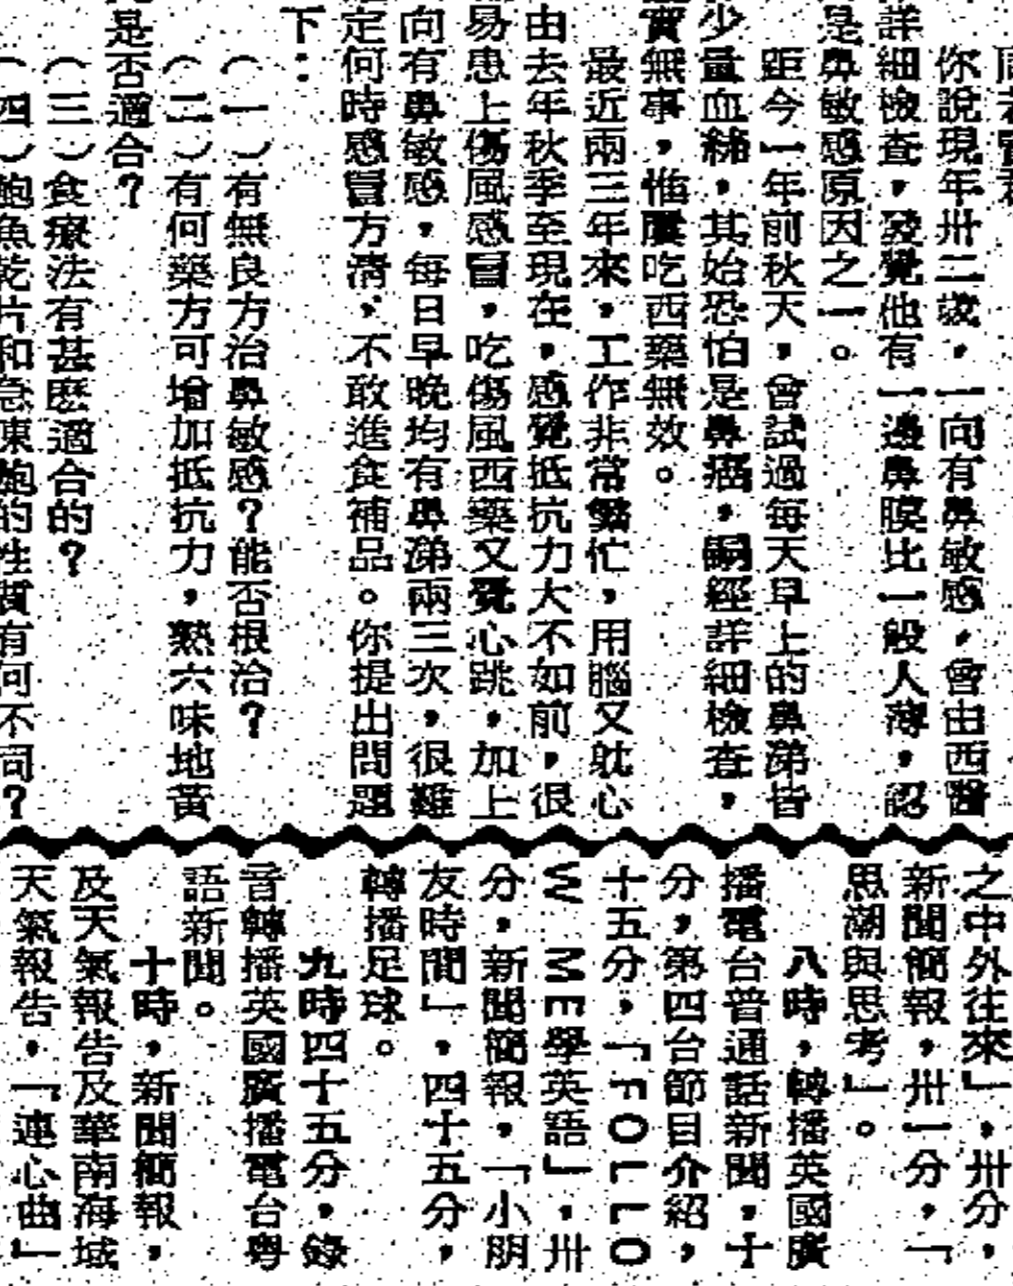 你說現年卅二歲，一向有鼻敏感，會由西醫
詳細檢查，發覺他有一邊鼻膜比一般人薄，認
是鼻敏感原因之一。
距今一年前秋天，會試過每天早上的鼻涕皆
少量血絲，其始恐怕是鼻癌，嗣經詳細檢查，
實無事，惟屢吃西藥無效。
最近兩三年來，工作非常繁忙，用腦又躭心
由去年秋季至現在，感覺抵抗力大不如前，很
易患上傷風感冒，吃傷風西藥又覺心跳，加上
向有鼻敏感，每日早晚均有鼻涕兩三次，很難
定何時感冒方清，不敢進食補品。你提出問題
下：
（一）有無良方治鼻敏感？能否根治？
（二）有何藥方可增加抵抗力，熟六味地黃
是否適合？
（三）食療法有甚麽適合的？
（四）鮑魚乾片和急凍鮑的性質有何不同？
之中外往來」，卅分，
新聞簡報，卅一分，「
思潮與思考」。
八時，轉播英國廣
播電台普通話新聞，十
分，第四台節目介紹，
十五分，「FOLLO
W ME學英語」，卅
分，新聞簡報，「小朋
友時間」，四十五分，
轉播足球。
九時四十五分，錄
音轉播英國廣播電台粤
語新聞。
十時，新聞簡報，
及天氣報告及華南海域
天氣報告，「連心曲」